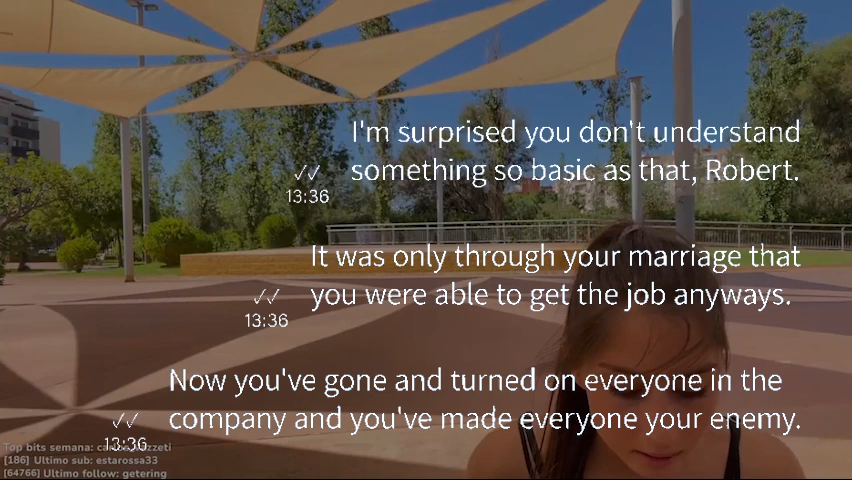 I'm surprised you don't understand
something so basic as that, Robert.
13:36
It was only through your marriage that
you were able to get the job anyways.
13:36
Now you've gone and turned on everyone in the
company and you've made everyone your enemy.
13:36
Top bits semana:
[186] Ultimo sub: estarossa33
[64766] Ultimo follow: getering